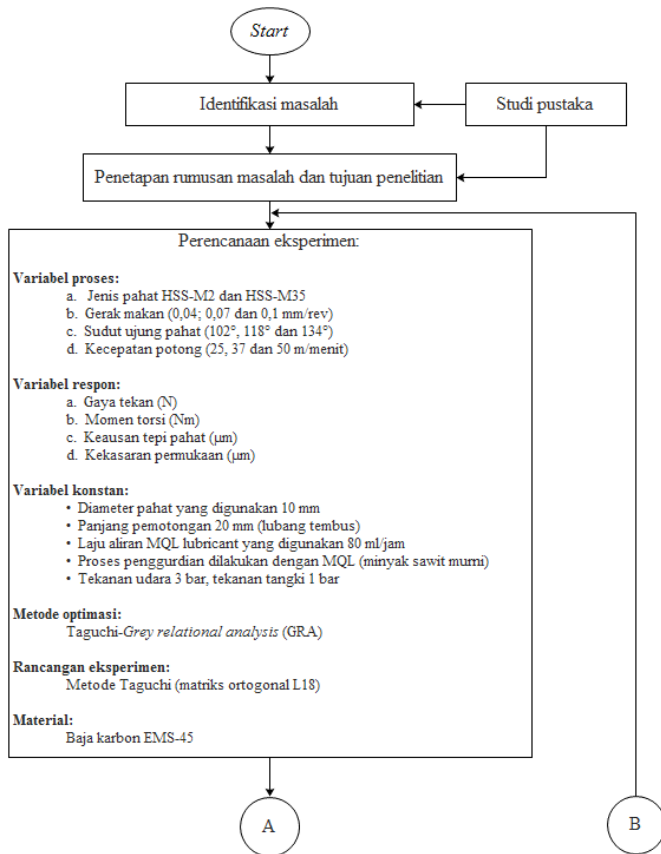 Start
Identifikasi masalah
Studi pustaka
Penetapan rumusan masalah dan tujuan penelitian
Perencanaan eksperimen:
Variabel proses:
a. Jenis pahat HSS-M2 dan HSS-M35
b. Gerak makan (0,04; 0,07 dan 0,1 mm/rev)
c. Sudut ujung pahat (102°, 118° dan 134°)
d. Kecepatan potong (25, 37 dan 50 m/menit)
Variabel respon:
a. Gaya tekan (N)
b. Momen torsi (Nm)
c. Keausan tepi pahat (µm)
d. Kekasaran permukaan (µm)
Variabel konstan:
• Diameter pahat yang digunakan 10 mm
• Panjang pemotongan 20 mm (lubang tembus)
• Laju aliran MQL lubricant yang digunakan 80 ml/jam
• Proses penggurdian dilakukan dengan MQL (minyak sawit murni)
• Tekanan udara 3 bar, tekanan tangki 1 bar
Metode optimasi:
Taguchi-Grey relational analysis (GRA)
Rancangan eksperimen:
Metode Taguchi (matriks ortogonal L18)
Material:
Baja karbon EMS-45
A
B